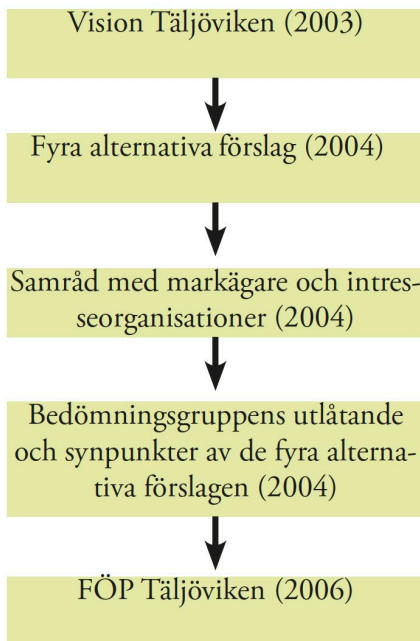 Vision Täljöviken (2003)
Fyra alternativa förslag (2004)
Samråd med markägare och intres-
seorganisationer (2004)
Bedömningsgruppens utlåtande
och synpunkter av de fyra alterna-
tiva förslagen (2004)
FÖP Täljöviken (2006)